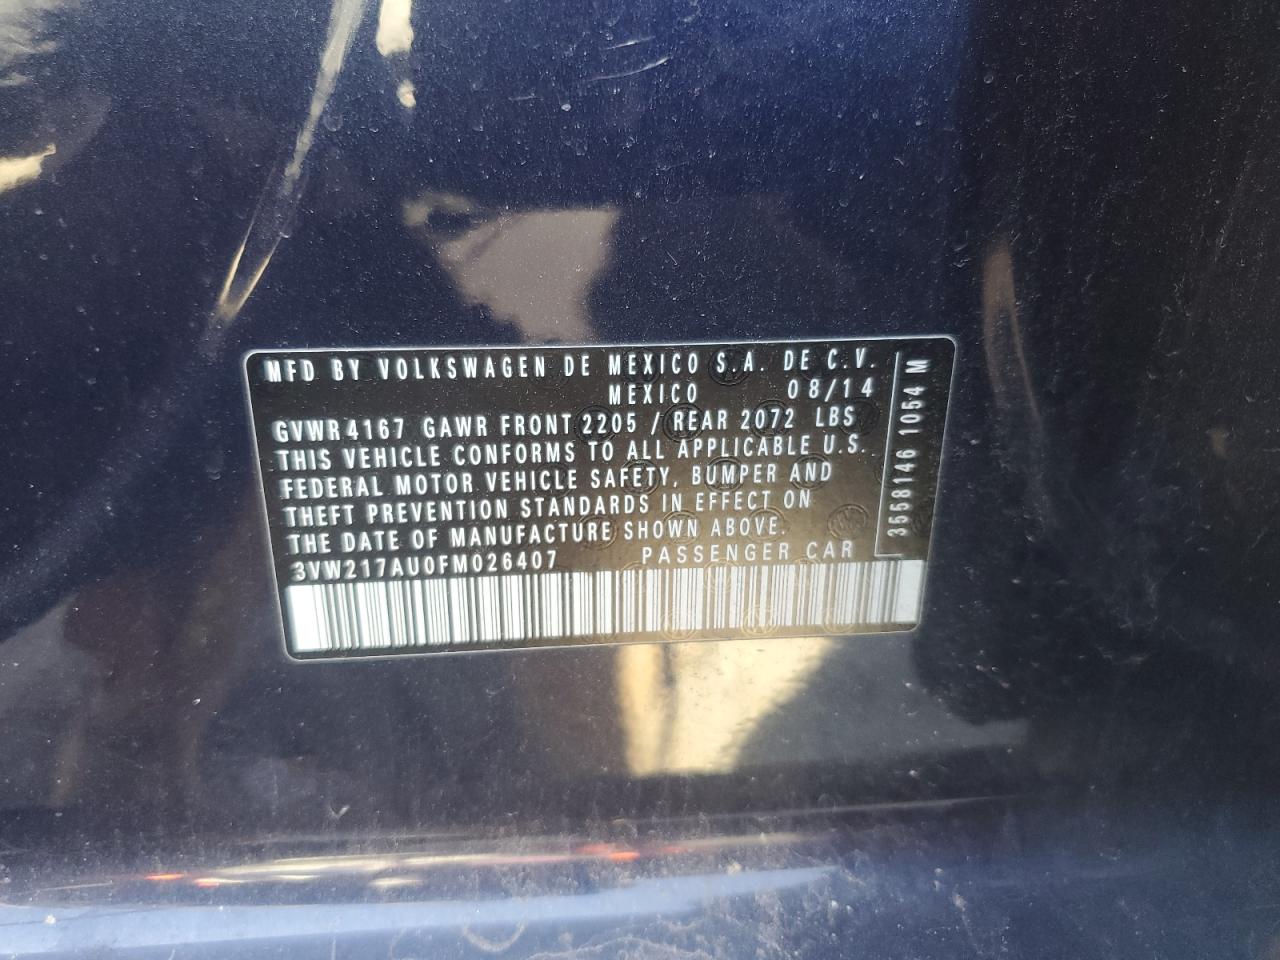 MFD BY VOLKSWAGEN DE MEXICO S.A. DE C.V.
MEXICO 08/14
GVWR 4167 GAWR FRONT 2205 / REAR 2072 LBS
THIS VEHICLE CONFORMS TO ALL APPLICABLE U.S.
FEDERAL MOTOR VEHICLE SAFETY, BUMPER AND
THEFT PREVENTION STANDARDS IN EFFECT ON
THE DATE OF MANUFACTURE SHOWN ABOVE.
3VW217AU0FM026407 PASSENGER CAR
3558146 1054 M